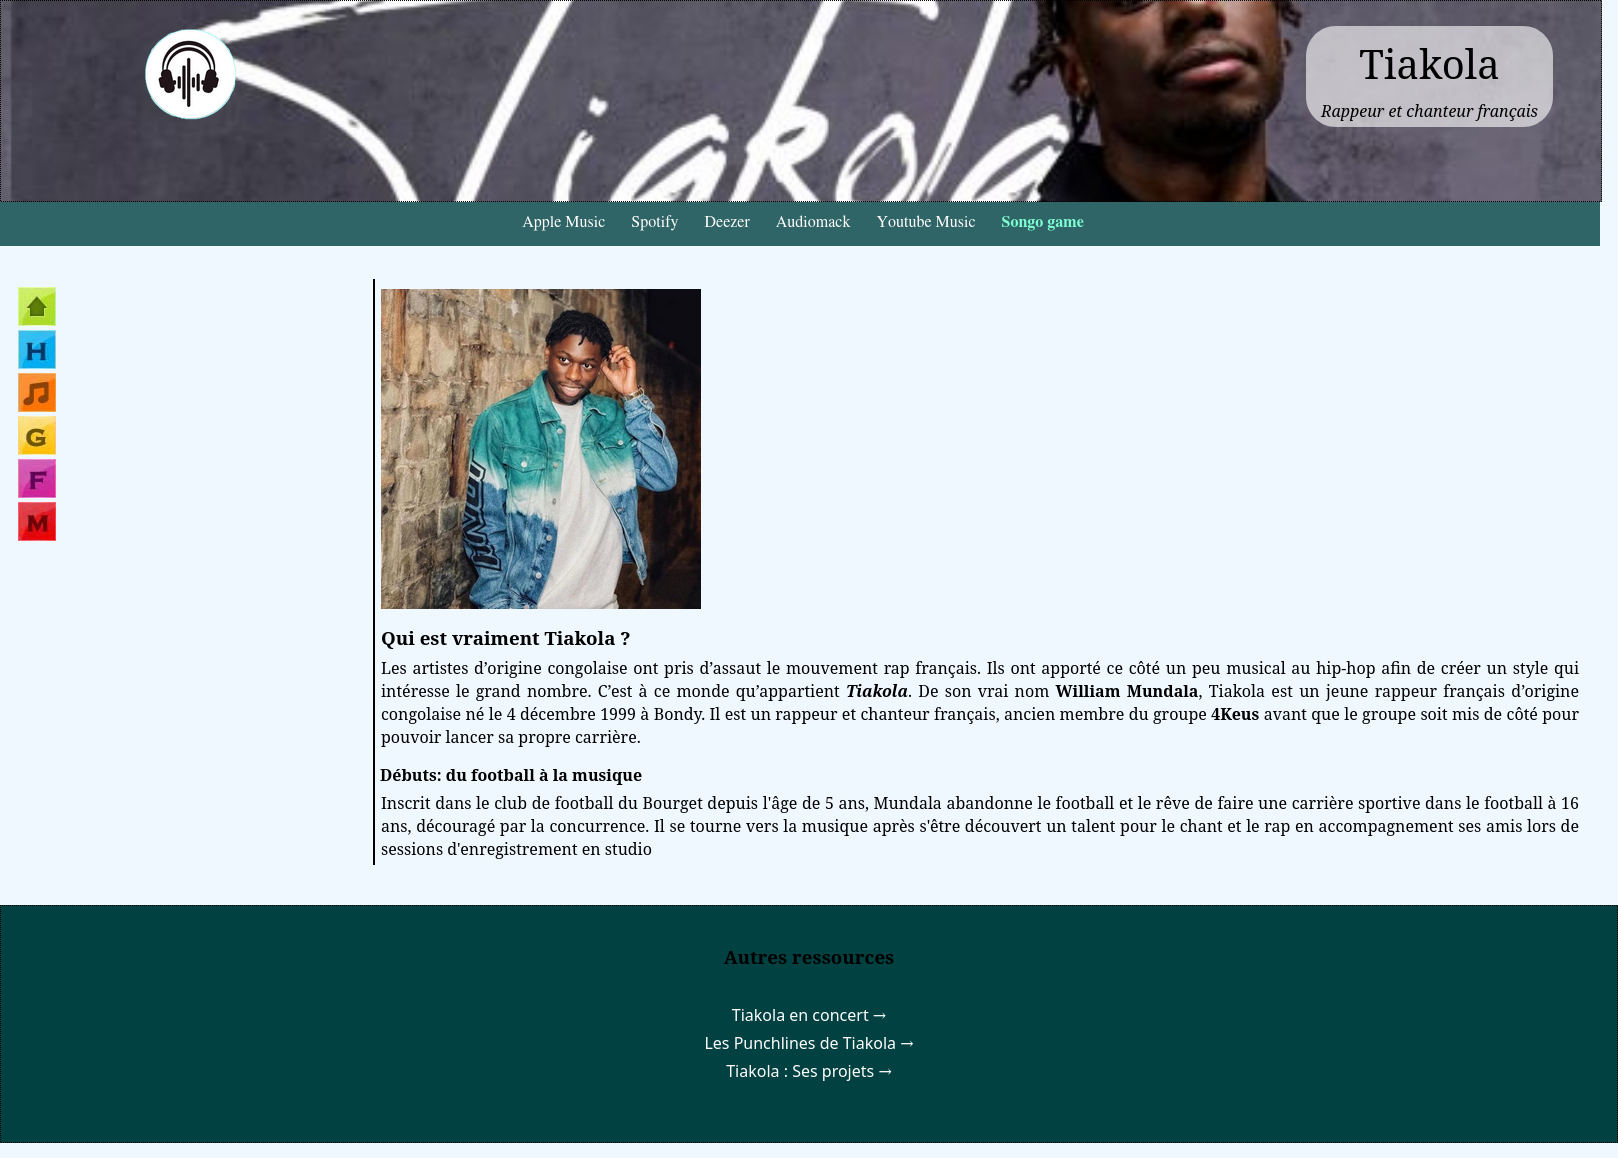 Tiakola
Tiakola
Rappeur et chanteur français
Apple Music Spotify Deezer Audiomack Youtube Music Songo game
H
G
F
M
Qui est vraiment Tiakola ?
Les artistes d’origine congolaise ont pris d’assaut le mouvement rap français. Ils ont apporté ce côté un peu musical au hip-hop afin de créer un style qui
intéresse le grand nombre. C’est à ce monde qu’appartient Tiakola. De son vrai nom William Mundala, Tiakola est un jeune rappeur français d’origine
congolaise né le 4 décembre 1999 à Bondy. Il est un rappeur et chanteur français, ancien membre du groupe 4Keus avant que le groupe soit mis de côté pour
pouvoir lancer sa propre carrière.
Débuts: du football à la musique
Inscrit dans le club de football du Bourget depuis l'âge de 5 ans, Mundala abandonne le football et le rêve de faire une carrière sportive dans le football à 16
ans, découragé par la concurrence. Il se tourne vers la musique après s'être découvert un talent pour le chant et le rap en accompagnement ses amis lors de
sessions d'enregistrement en studio
Autres ressources
Tiakola en concert →
Les Punchlines de Tiakola →
Tiakola : Ses projets →